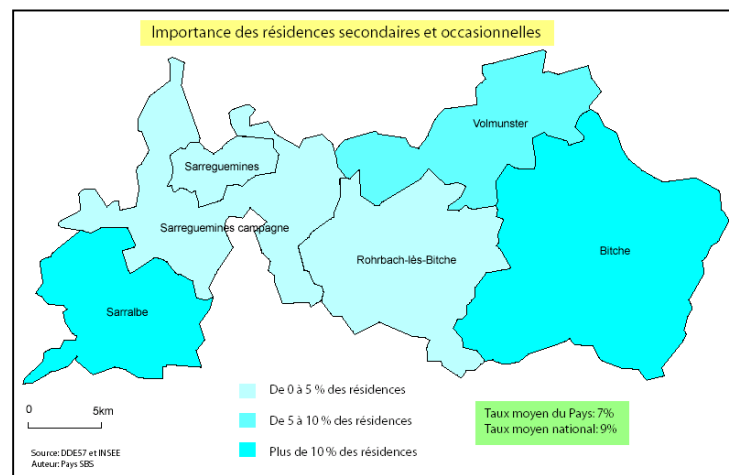 Importance des résidences secondaires et occasionnelles
Volmunster
Sarreguemines
Sarreguemines campagne
Rohrbach-lès-Bitche
Bitche
Sarralbe
De 0 à 5 % des résidences
De 5 à 10 % des résidences
Plus de 10 % des résidences
0 5km
Taux moyen du Pays: 7%
Taux moyen national: 9%
Source: DDE57 et INSEE
Auteur: Pays SBS